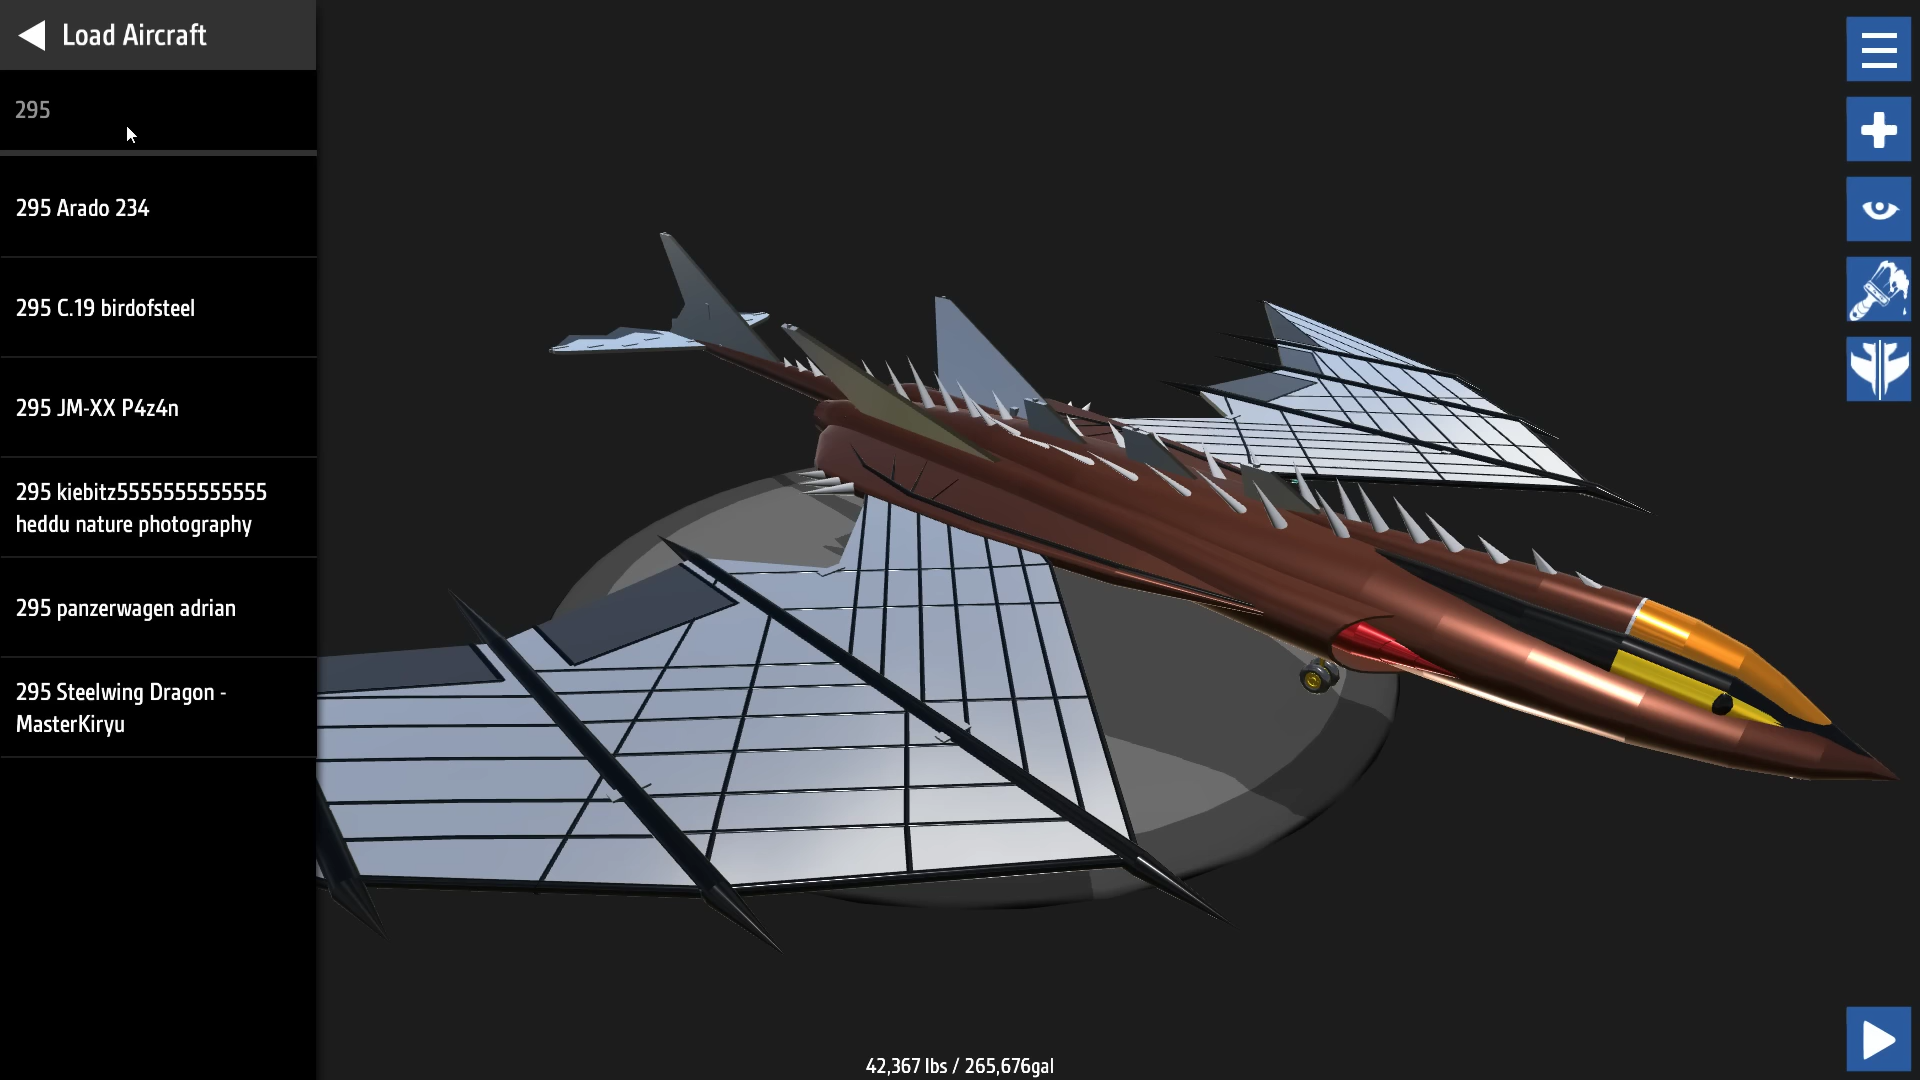 Load Aircraft
295
295 Arado 234
295 C.19 birdofsteel
295 JM-XX P4z4n
295 kiebitz5555555555555
heddu nature photography
295 panzerwagen adrian
295 Steelwing Dragon -
MasterKiryu
42,367 lbs / 265,676gal